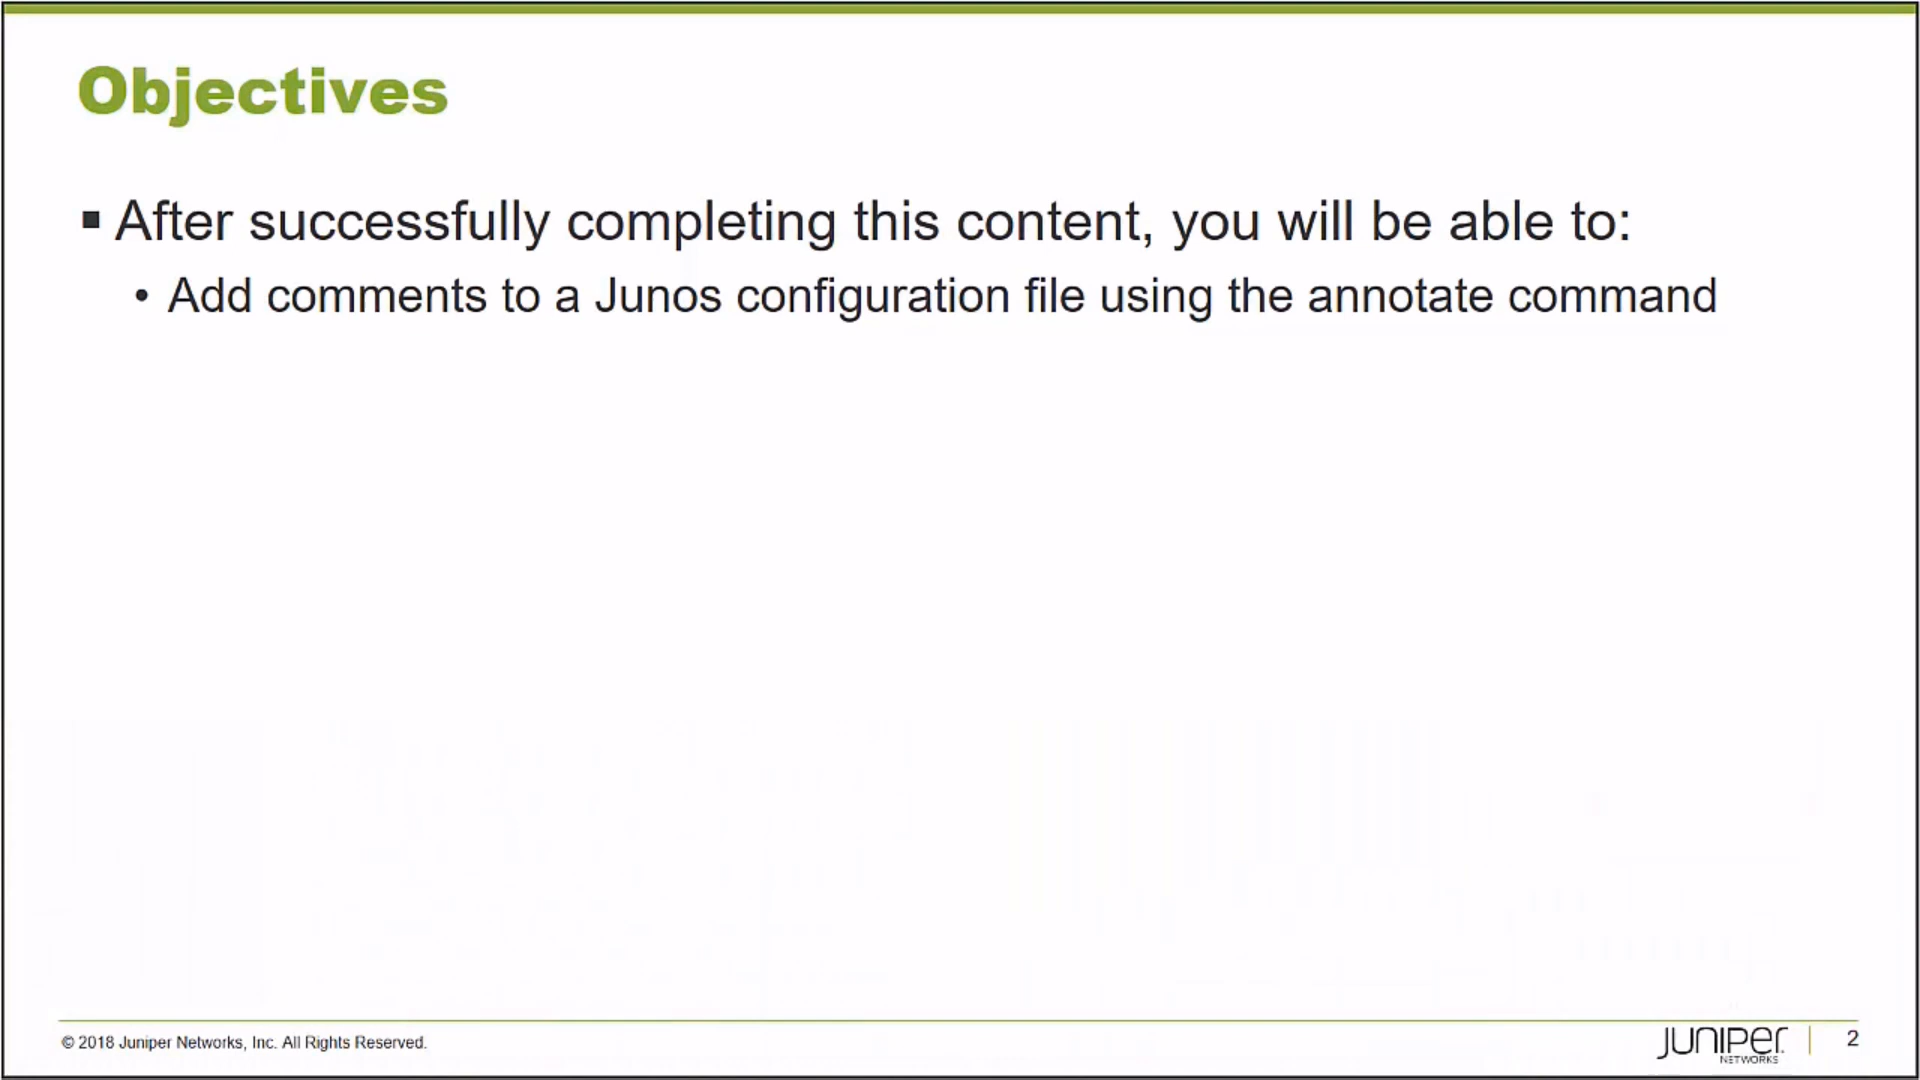 Objectives
▪ After successfully completing this content, you will be able to:
• Add comments to a Junos configuration file using the annotate command
© 2018 Juniper Networks, Inc. All Rights Reserved.
JUNIPEr
NETWORKS
2